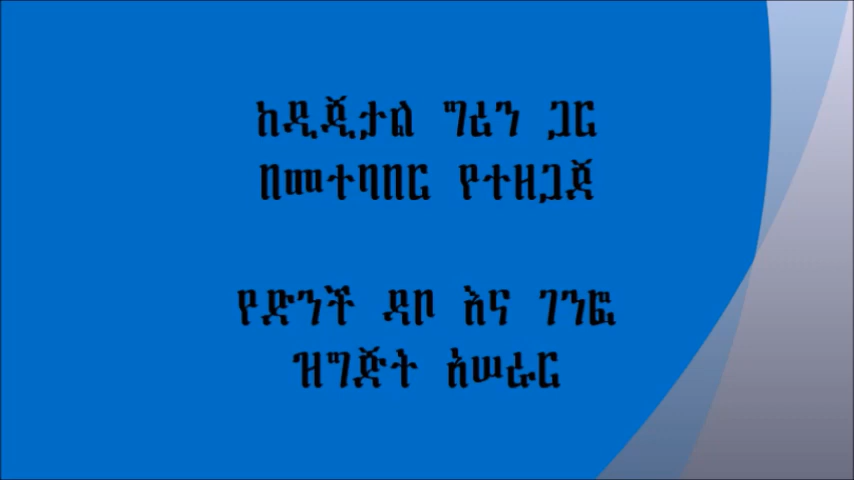 ከዲጂታል ግሪን ጋር
በመተባበር የተዘጋጀ
የድንች ዳቦ እና ገንፎ
ዝግጅት አሠራር